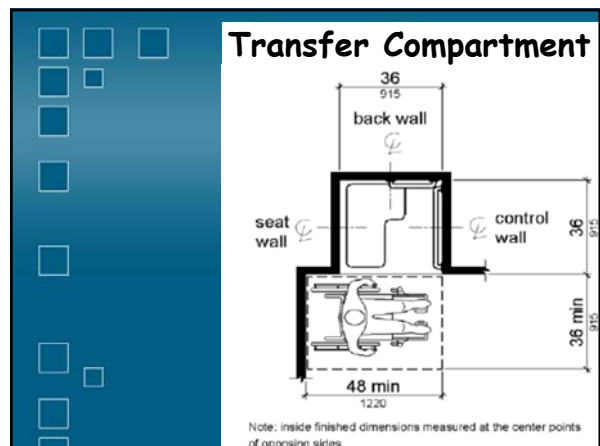 Transfer Compartment
36
915
back wall
℄
seat
wall
℄
℄
control
wall
36
915
36 min
915
48 min
1220
Note: inside finished dimensions measured at the center points
of opposing sides